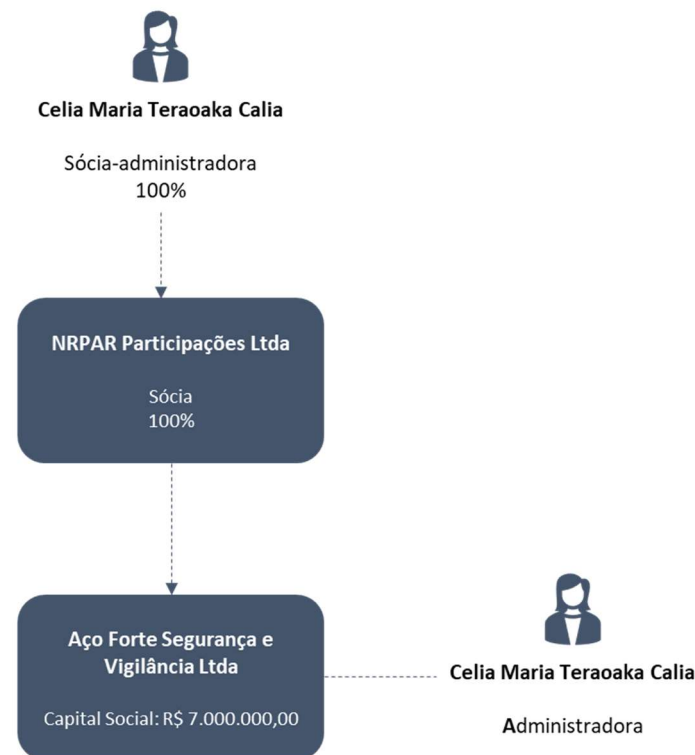 Celia Maria Teraoaka Calia
Sócia-administradora
100%
NRPAR Participações Ltda
Sócia
100%
Aço Forte Segurança e
Vigilância Ltda
Capital Social: R$ 7.000.000,00
Celia Maria Teraoaka Calia
Administradora